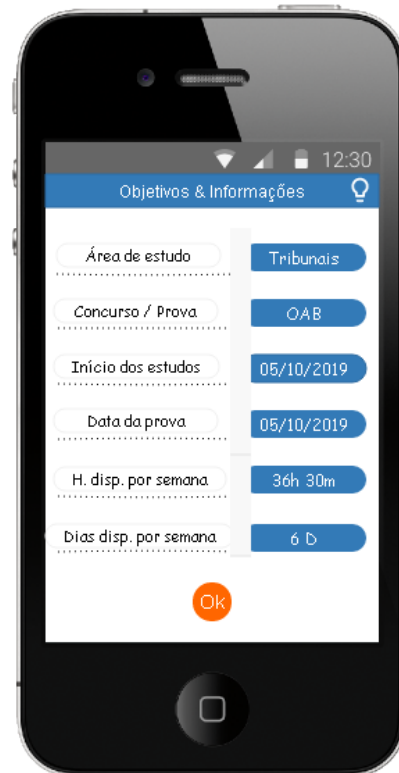 12:30
Objetivos & Informações
Área de estudo Tribunais
Concurso / Prova OAB
Início dos estudos 05/10/2019
Data da prova 05/10/2019
H. disp. por semana 36h 30m
Dias disp. por semana 6 D
Ok